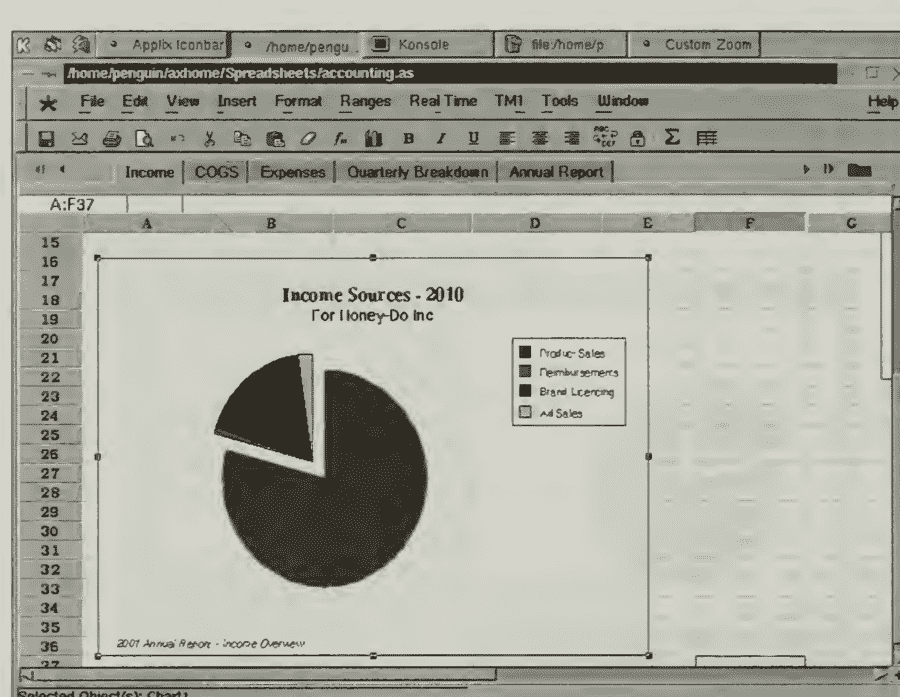 Applix Iconbar /home/pengu Konsole file:/home/p Custom Zoom
/home/penguin/axhome/Spreadsheets/accounting.as
File Edit View Insert Format Ranges Real Time TM1 Tools Window Help
B I U Σ
Income COGS Expenses Quarterly Breakdown Annual Report
A:F37
A B C D E F G
15
16
17
18
19
20
21
22
23
24
25
26
27
28
29
30
31
32
33
34
35
36
37
Income Sources - 2010
For Honey-Do Inc
Product Sales
Reimbursements
Brand Licencing
Ad Sales
2001 Annual Report - Income Overview
Selected Object(s): Chart1